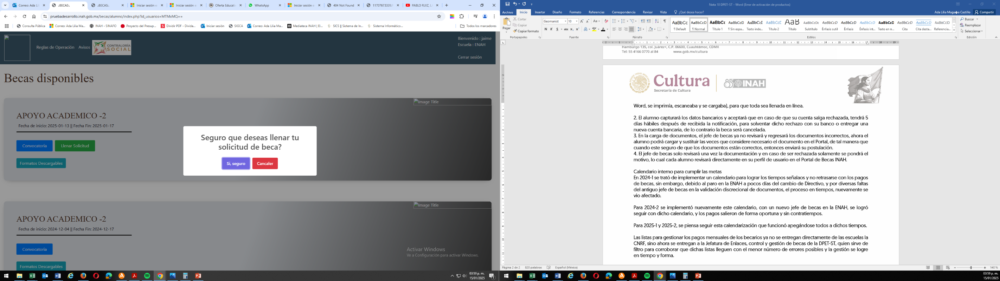 Correo: Ada Lil
.:BECAS:.
.:BECAS:.
Iniciar sesión e
Iniciar sesión e
Oferta Educativ
WhatsApp
Iniciar sesión e
404 Not Found
11707673339J
PABLO RUIZ, L
pruebadesarrollo.inah.gob.mx/becas/alumno/index.php?id_usuarios=MTMxMQ==
Consulta Pública
Correo: Ada Lilia Ma...
INAH - SINAFO
Proyecto del Presup...
Dividir PDF - Divida...
Iniciar sesión
SIGCA
Correo: Ada Lilia Ma...
Mediateca INAH | El...
SICS || Sistema de In...
Sistema Informático...
Todos los marcadores
Reglas de Operación
Avisos
CONTRALORÍA
SOCIAL
Bienvenido : jaime
Escuela : ENAH
Cerrar sesión
Becas disponibles
Image Title
APOYO ACADEMICO -2
Fecha de inicio: 2025-01-13 || Fecha Fin: 2025-01-17
Convocatoria
Llenar Solicitud
Formatos Descargables
Seguro que deseas llenar tu
solicitud de beca?
Si, seguro
Cancaler
Image Title
APOYO ACADEMICO -2
Fecha de inicio: 2024-12-04 || Fecha Fin: 2024-12-17
Convocatoria
Formatos Descargables
Activar Windows
Ve a Configuración para activar Windows.
03:59 p. m.
15/01/2025
Nota 10 DPET-ST - Word (Error de activación de productos)
Archivo
Inicio
Insertar
Diseño
Formato
Referencias
Correspondencia
Revisar
Vista
¿Qué desea hacer?
Ada Lilia Maga�a Castillo
Compartir
Pegar
Cortar
Copiar
Copiar formato
Portapapeles
Geomanist
10
N K S abc x₂ x²
Fuente
Párrafo
AaBbCc
AaBbCcD
AaBbCc
AaBbCcD
AaBbCcI
AaBbCcE
AaB
AaBbCcDc
AaBbCcD
AaBbCcD
AaBbCcD
AaBbCcD
AaBbCcD
AaBbCcD
AaBbCcD
¶ Default
¶ Normal
Título 1
¶ Sin espa...
Texto inde...
Título 2
Título
Subtítulo
Énfasis sutil
Énfasis
Énfasis int...
Texto en n...
Cita
Cita desta...
Referencia...
Estilos
Buscar
Reemplazar
Seleccionar
Edición
Hamburgo 135, col. Juárez<, C.P. 06600, Cuauhtémoc, CDMX
Tel: 55 4166 0770 al 84 www.gob.mx/cultura
Cultura
Secretaría de Cultura
85 INAH
Word, se imprimía, escaneaba y se cargaba), para que toda sea llenada en línea.
2. El alumno capturará los datos bancarios y aceptará que en caso de que su cuenta salga rechazada, tendrá 5
días hábiles después de recibida la notificación, para solventar dicho rechazo con su banco o entregar una
nueva cuenta bancaria, de lo contrario la beca será cancelada.
3. En la carga de documentos, el jefe de becas ya no revisará y regresará los documentos incorrectos, ahora el
alumno podrá cargar y sustituir las veces que considere necesario el documento en el Portal, de tal manera que
cuando este seguro de que los documentos están correctos, entonces enviará su postulación.
4. El jefe de becas solo revisará una vez la documentación y en caso de ser rechazada solamente se pondrá el
motivo, lo cual cada alumno revisará directamente en su perfil de usuario en el Portal de Becas INAH.
Calendario interno para cumplir las metas
En 2024-1 se trató de implementar un calendario para lograr los tiempos señalaos y no retrasarse con los pagos
de becas, sin embargo, debido al paro en la ENAH a pocos días del cambio de Directivo, y por diversas faltas
del antiguo jefe de becas en la validación discrecional de documentos, el proceso en tiempos, nuevamente se
vio afectado.
Para 2024-2 se implementó nuevamente este calendario, con un nuevo jefe de becas en la ENAH, se logró
seguir con dicho calendario, y los pagos salieron de forma oportuna y sin contratiempos.
Para 2025-1 y 2025-2, se piensa seguir esta calendarización que funcionó apegándose todos a dichos tiempos.
Las listas para gestionar los pagos mensuales de los becarios ya no se entregan directamente de las escuelas la
CNRF, sino ahora se entregan a la Jefatura de Enlaces, control y gestión de becas de la DPET-ST, quien sirve de
filtro para corroborar que dichas listas lleguen con el menor número de errores posibles y la gestión se logre
en tiempo y forma.
Página 2 de 2
820 palabras
Español (México)
140 %
03:59 p. m.
15/01/2025